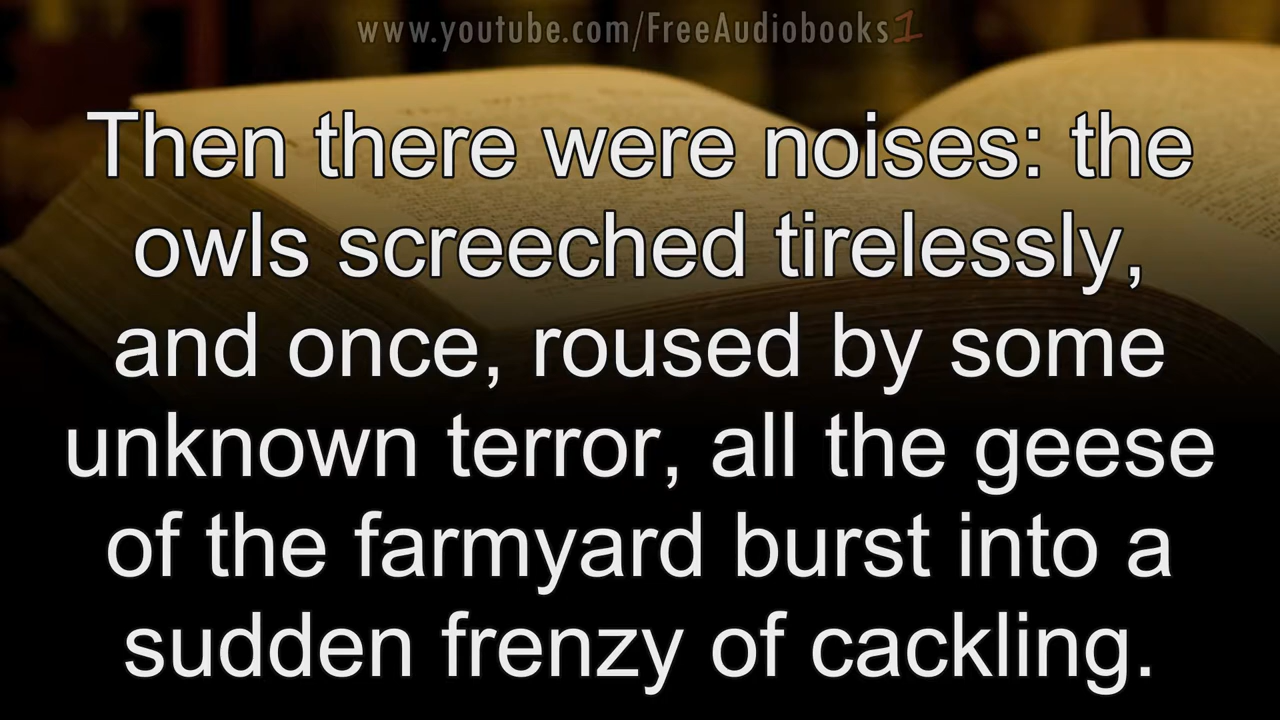 www.youtube.com/FreeAudiobooks1
Then there were noises: the
owls screeched tirelessly,
and once, roused by some
unknown terror, all the geese
of the farmyard burst into a
sudden frenzy of cackling.